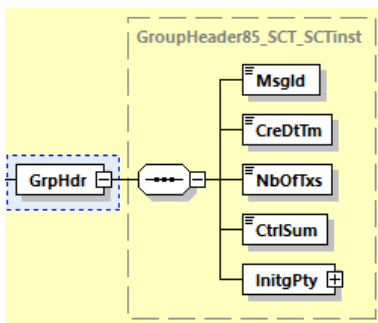 GroupHeader85_SCT_SCTinst
MsgId
CreDtTm
GrpHdr
NbOfTxs
CtrlSum
InitgPty